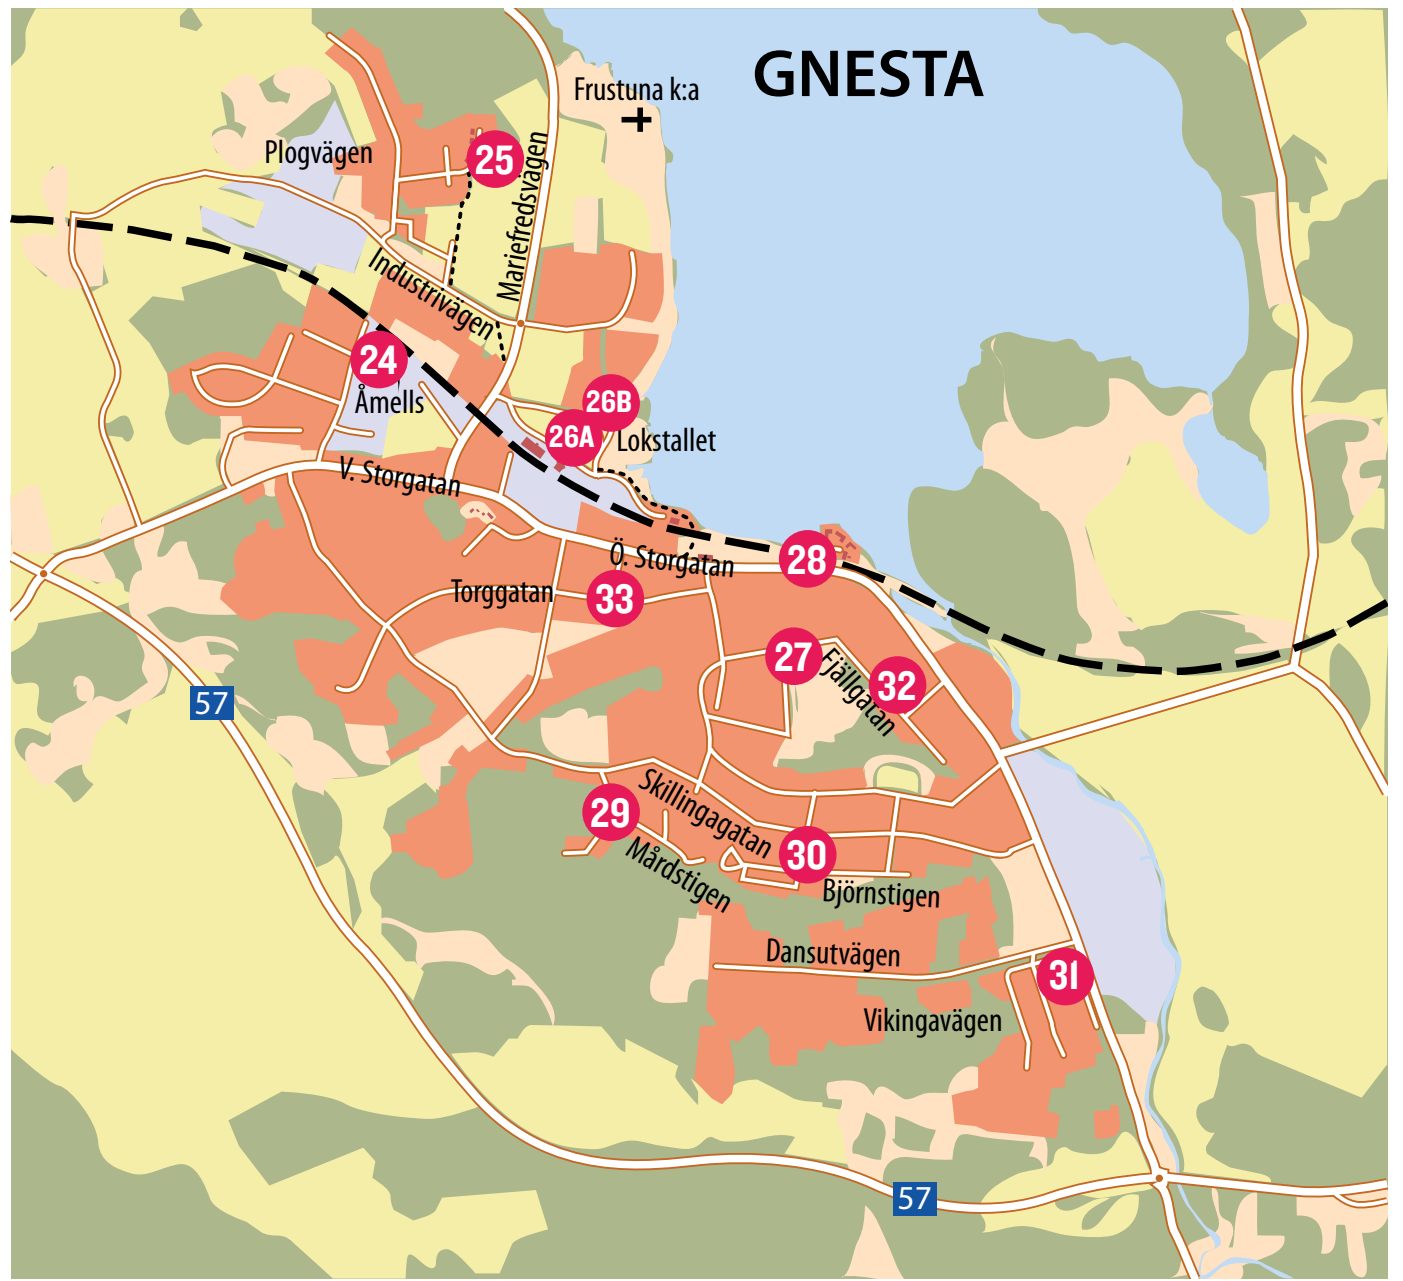 GNESTA
Frustuna k:a
Plogvägen
25
Mariefredsvägen
Industrivägen
24
Åmells
26B
26A
Lokstallet
V. Storgatan
Ö. Storgatan
28
Torggatan
33
27
Fjällgatan
32
57
Skillingagatan
29
30
Mårdstigen
Björnstigen
Dansutvägen
31
Vikingavägen
57